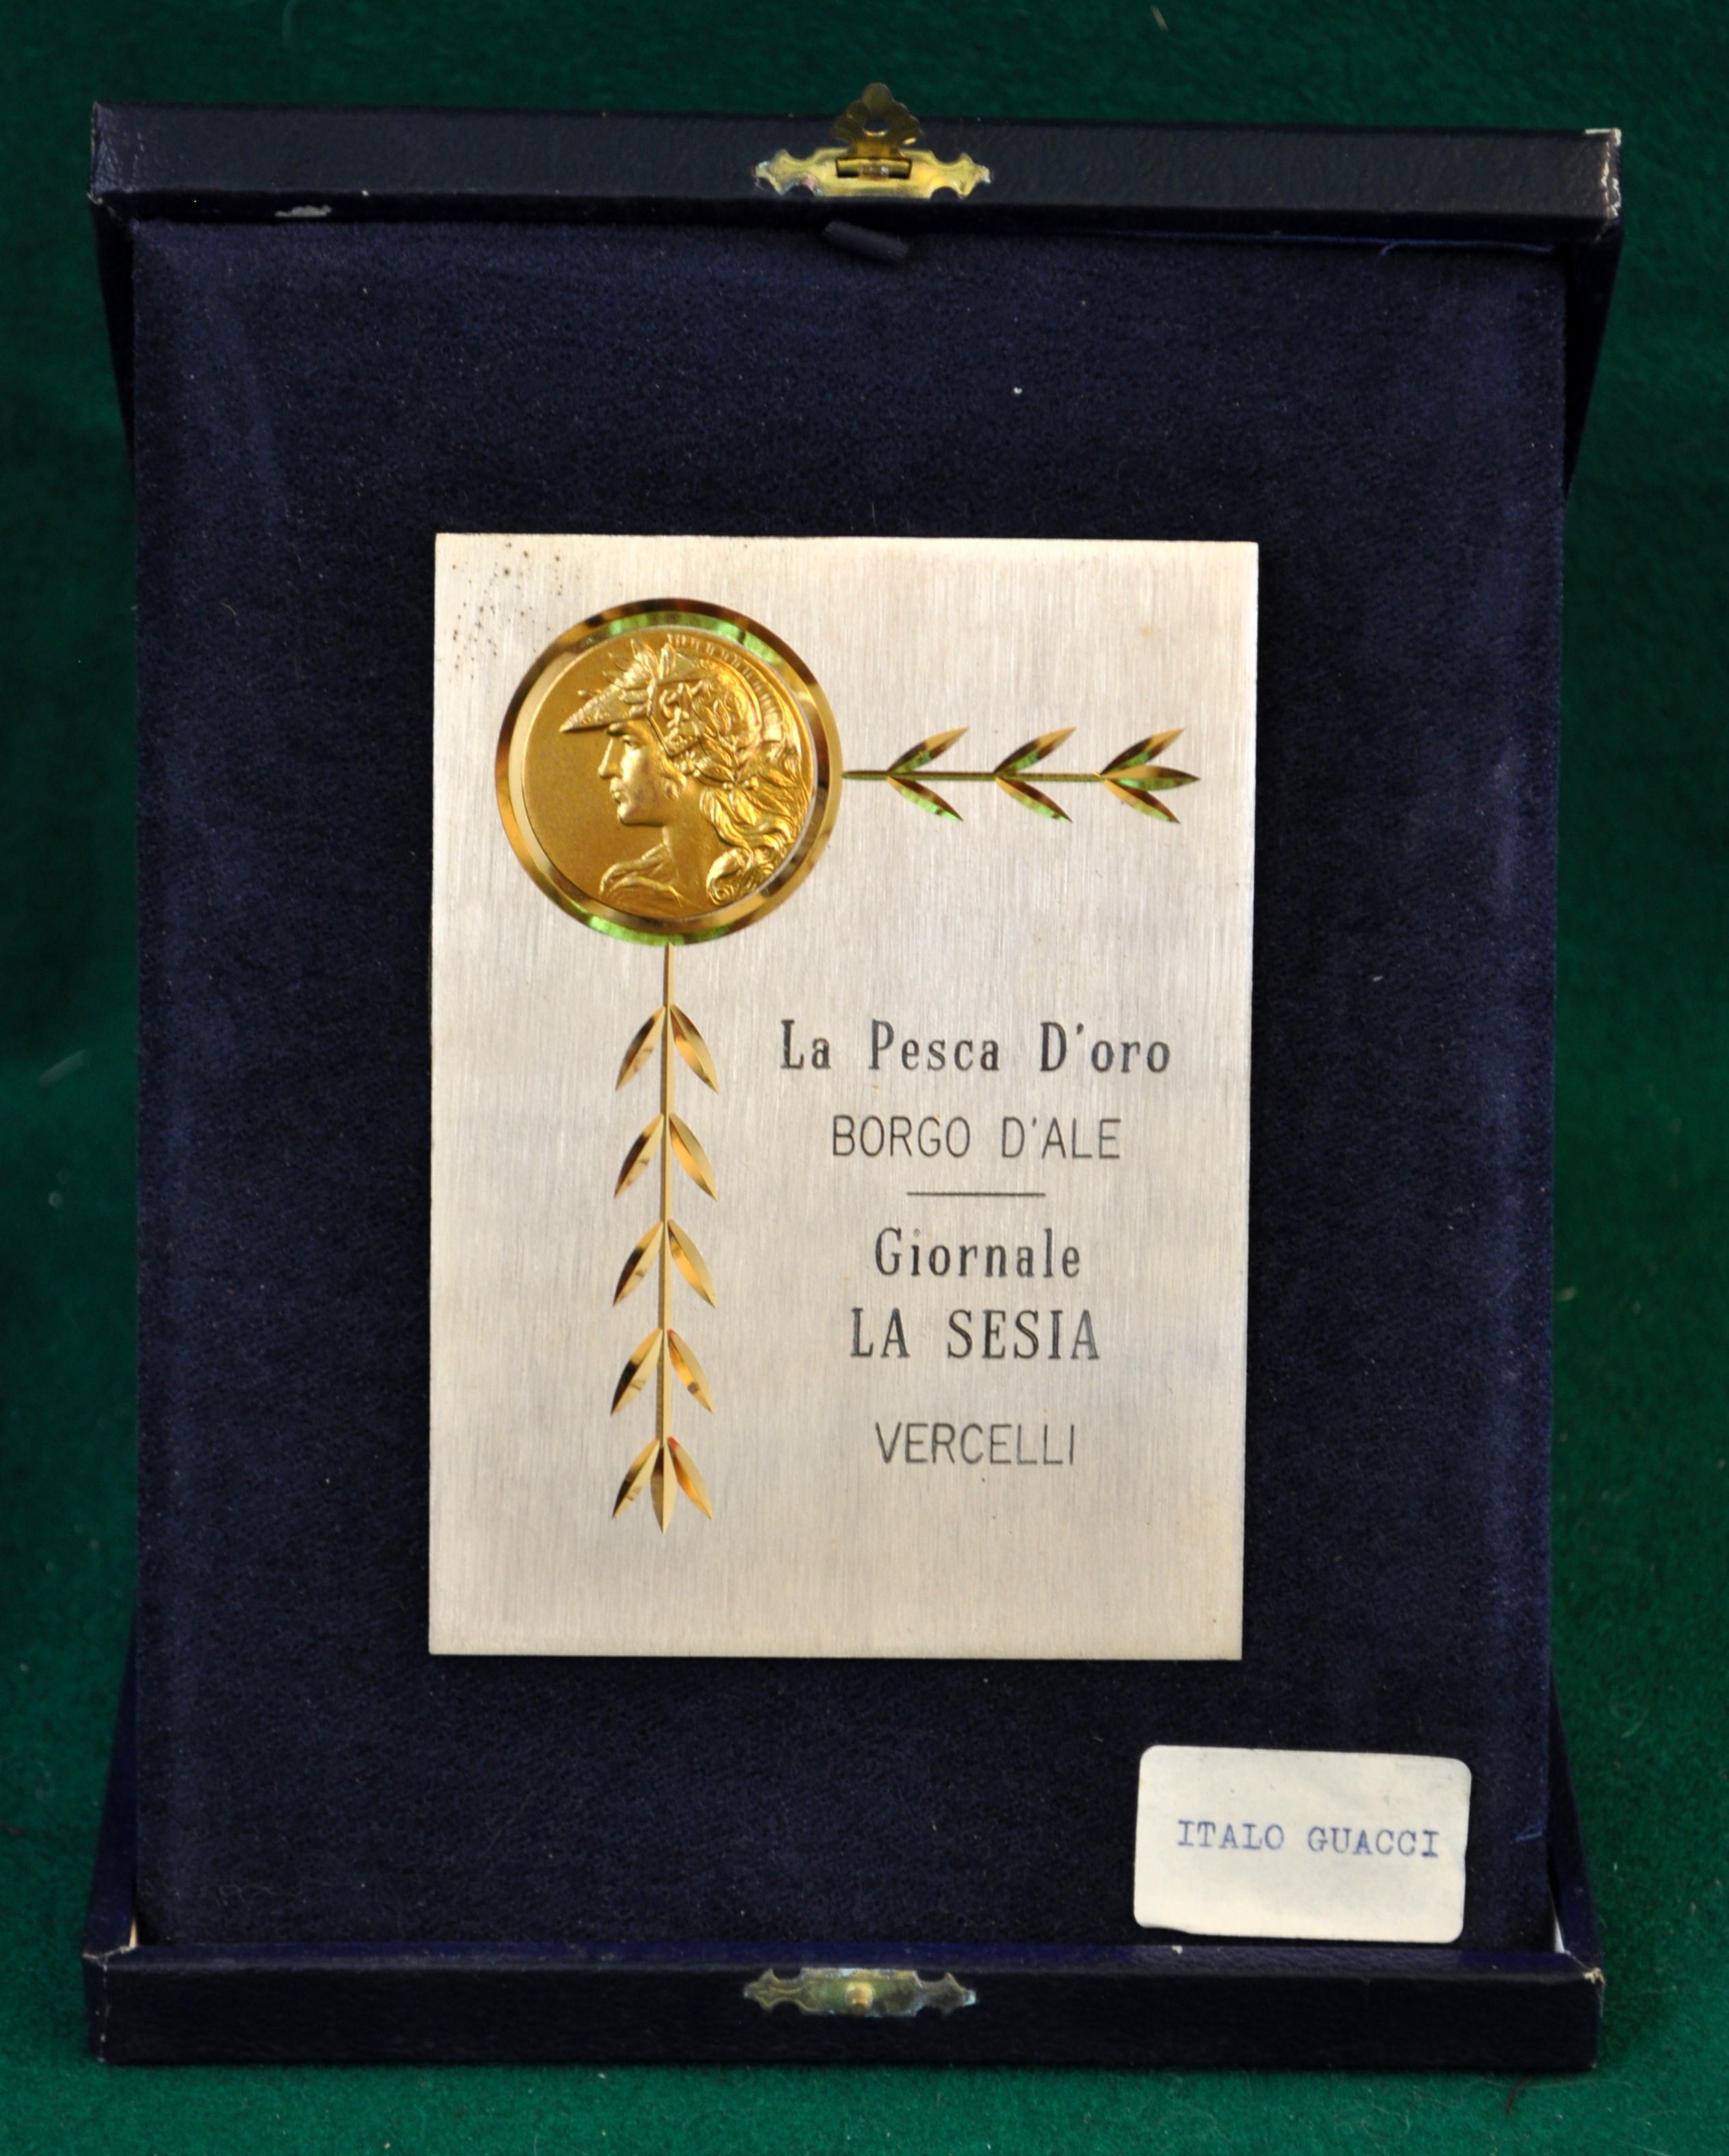 La Pesca D'oro
BORGO D'ALE
Giornale
LA SESIA
VERCELLI
ITALO GUACCI